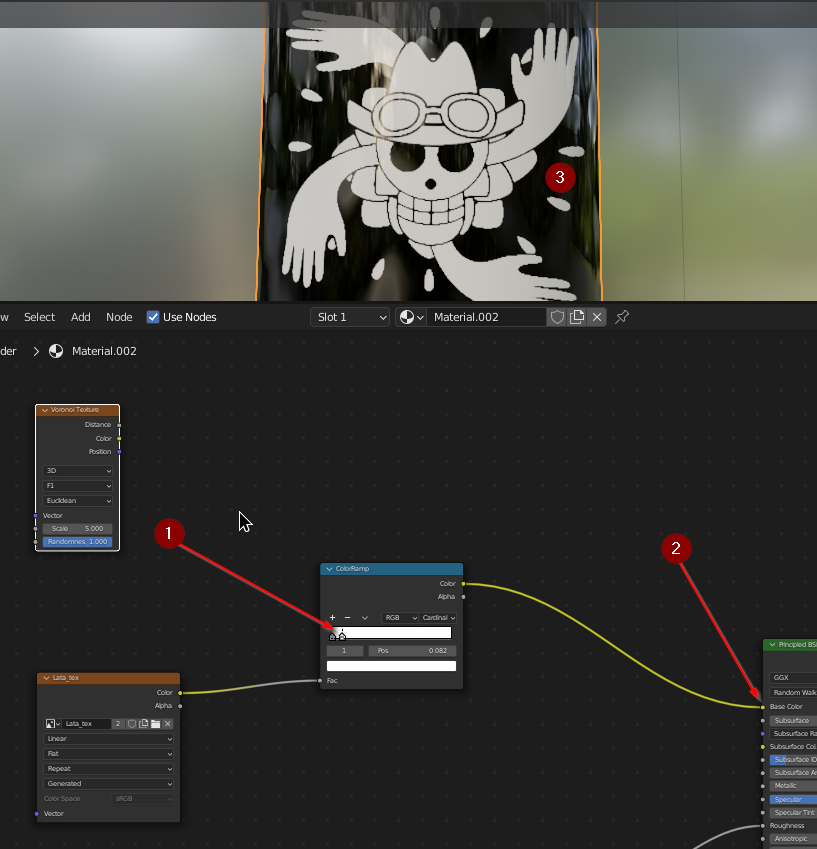 3
w Select Add Node Use Nodes Slot 1 Material.002
der > Material.002
Voronoi Texture
Distance
Color
Position
3D
F1
Euclidean
Vector
Scale 5.000
Randomnes 1.000
1
2
ColorRamp
Color
Alpha
+ − RGB Cardinal
1 Pos 0.082
Fac
Lata_tex
Color
Alpha
Lata_tex 2
Linear
Flat
Repeat
Generated
Color Space sRGB
Vector
Principled BS
GGX
Random Walk
Base Color
Subsurface
Subsurface Ra
Subsurface Col
Subsurface IO
Subsurface An
Metallic
Specular
Specular Tint
Roughness
Anisotropic